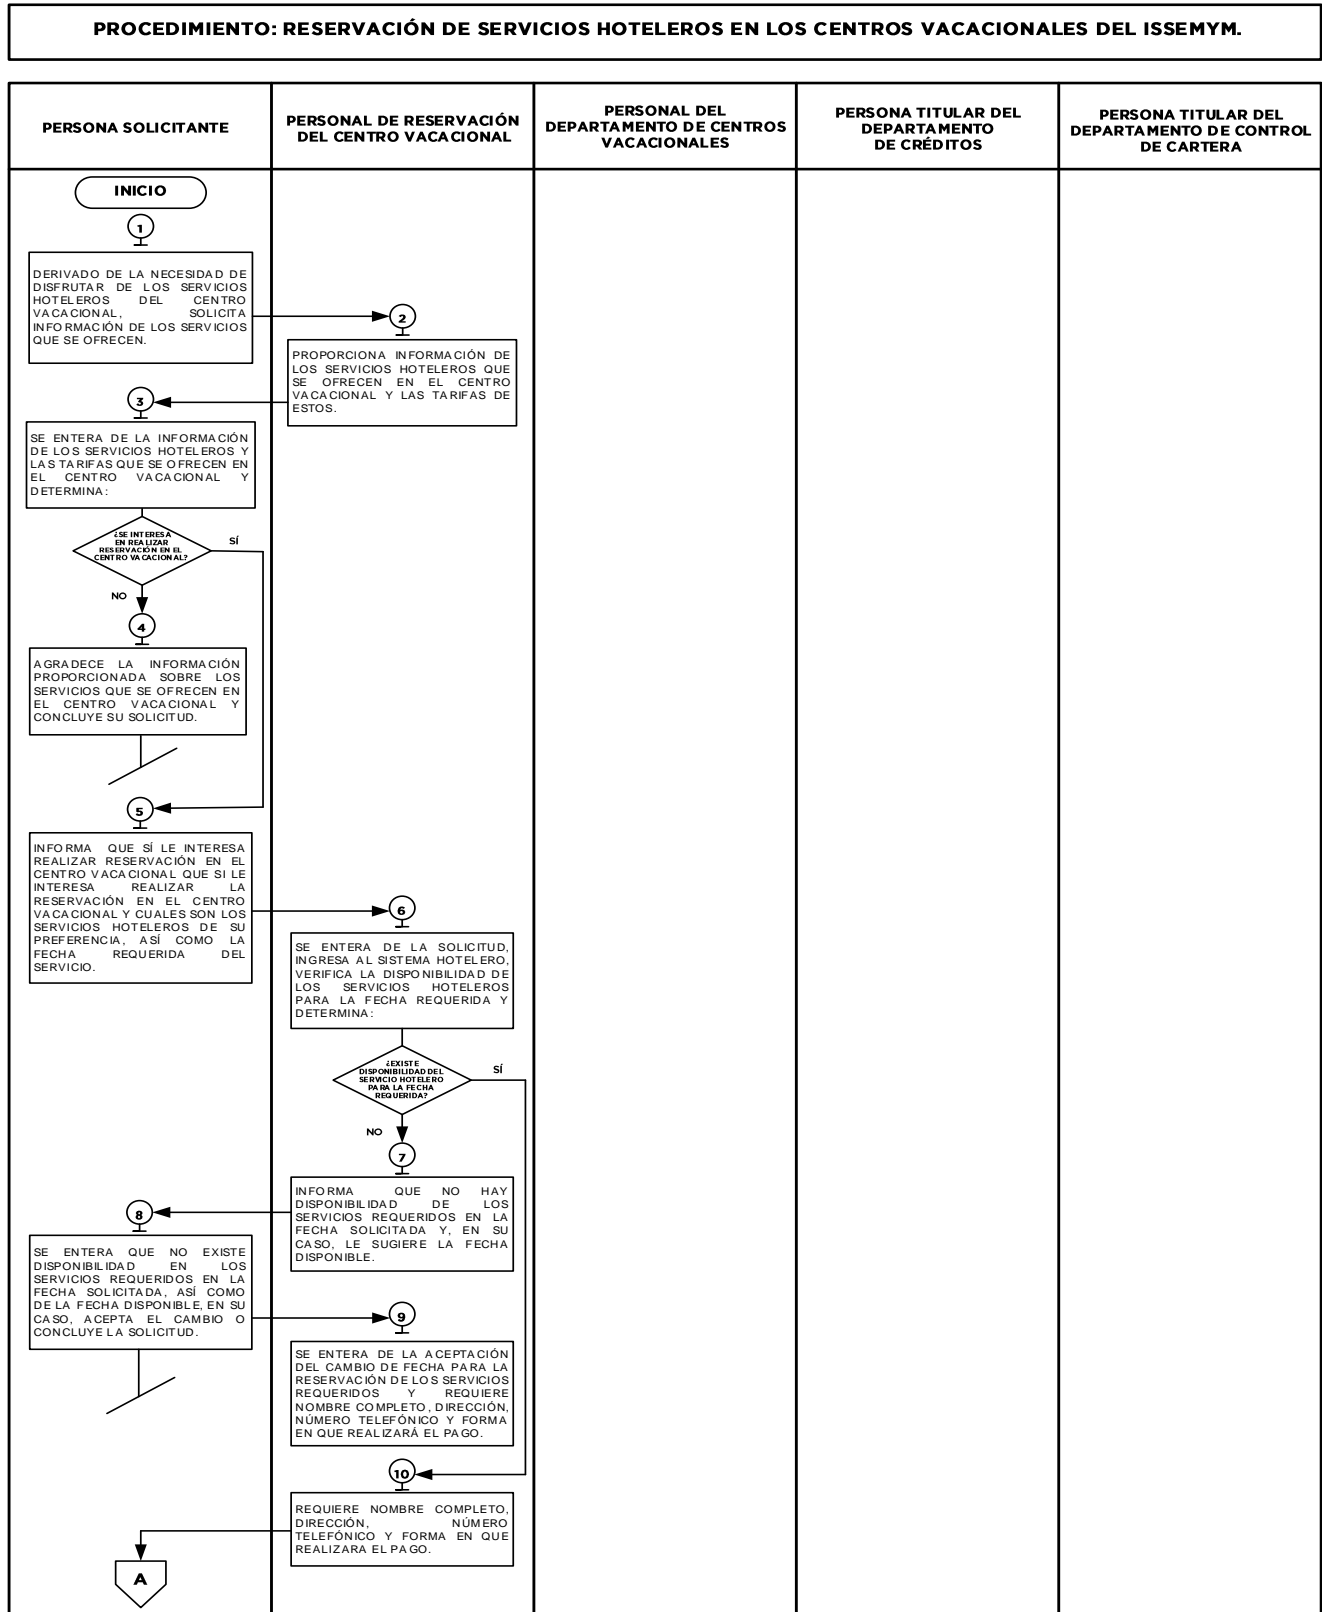 PROCEDIMIENTO: RESERVACIÓN DE SERVICIOS HOTELEROS EN LOS CENTROS VACACIONALES DEL ISSEMYM.
PERSONA SOLICITANTE
PERSONAL DE RESERVACIÓN
DEL CENTRO VACACIONAL
PERSONAL DEL
DEPARTAMENTO DE CENTROS
VACACIONALES
PERSONA TITULAR DEL
DEPARTAMENTO
DE CRÉDITOS
PERSONA TITULAR DEL
DEPARTAMENTO DE CONTROL
DE CARTERA
INICIO
1
DERIVADO DE LA NECESIDAD DE
DISFRUTAR DE LOS SERVICIOS
HOTELEROS DEL CENTRO
VACACIONAL, SOLICITA
INFORMACIÓN DE LOS SERVICIOS
QUE SE OFRECEN.
2
PROPORCIONA INFORMACIÓN DE
LOS SERVICIOS HOTELEROS QUE
SE OFRECEN EN EL CENTRO
VACACIONAL Y LAS TARIFAS DE
ESTOS.
3
SE ENTERA DE LA INFORMACIÓN
DE LOS SERVICIOS HOTELEROS Y
LAS TARIFAS QUE SE OFRECEN EN
EL CENTRO VACACIONAL Y
DETERMINA:
¿SE INTERESA
EN REALIZAR
RESERVACIÓN EN EL
CENTRO VACACIONAL?
SÍ
NO
4
AGRADECE LA INFORMACIÓN
PROPORCIONADA SOBRE LOS
SERVICIOS QUE SE OFRECEN EN
EL CENTRO VACACIONAL Y
CONCLUYE SU SOLICITUD.
5
INFORMA QUE SÍ LE INTERESA
REALIZAR RESERVACIÓN EN EL
CENTRO VACACIONAL QUE SI LE
INTERESA REALIZAR LA
RESERVACIÓN EN EL CENTRO
VACACIONAL Y CUALES SON LOS
SERVICIOS HOTELEROS DE SU
PREFERENCIA, ASÍ COMO LA
FECHA REQUERIDA DEL
SERVICIO.
6
SE ENTERA DE LA SOLICITUD,
INGRESA AL SISTEMA HOTELERO,
VERIFICA LA DISPONIBILIDAD DE
LOS SERVICIOS HOTELEROS
PARA LA FECHA REQUERIDA Y
DETERMINA:
¿EXISTE
DISPONIBILIDAD DEL
SERVICIO HOTELERO
PARA LA FECHA
REQUERIDA?
SÍ
NO
7
INFORMA QUE NO HAY
DISPONIBILIDAD DE LOS
SERVICIOS REQUERIDOS EN LA
FECHA SOLICITADA Y, EN SU
CASO, LE SUGIERE LA FECHA
DISPONIBLE.
8
SE ENTERA QUE NO EXISTE
DISPONIBILIDAD EN LOS
SERVICIOS REQUERIDOS EN LA
FECHA SOLICITADA, ASÍ COMO
DE LA FECHA DISPONIBLE, EN SU
CASO, ACEPTA EL CAMBIO O
CONCLUYE LA SOLICITUD.
9
SE ENTERA DE LA ACEPTACIÓN
DEL CAMBIO DE FECHA PARA LA
RESERVACIÓN DE LOS SERVICIOS
REQUERIDOS Y REQUIERE
NOMBRE COMPLETO, DIRECCIÓN,
NÚMERO TELEFÓNICO Y FORMA
EN QUE REALIZARÁ EL PAGO.
10
REQUIERE NOMBRE COMPLETO,
DIRECCIÓN, NÚMERO
TELEFÓNICO Y FORMA EN QUE
REALIZARA EL PAGO.
A